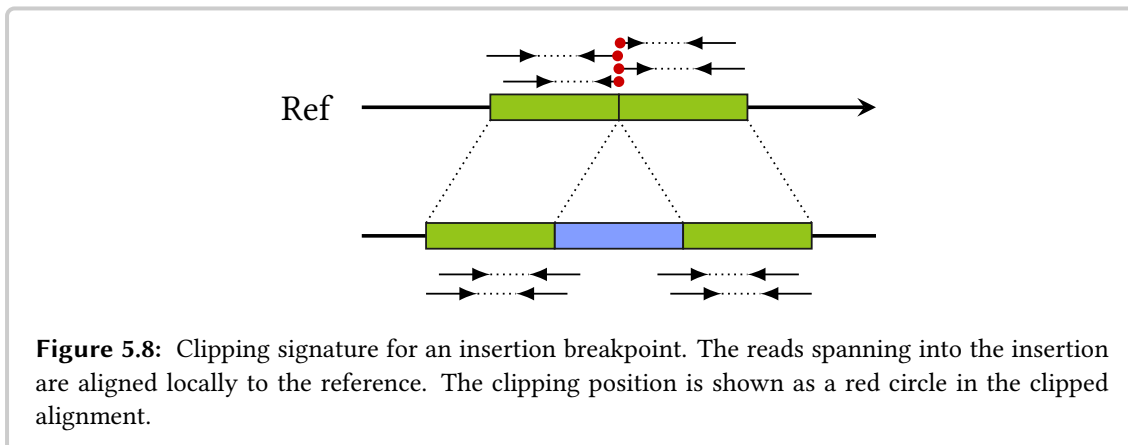 Ref
Figure 5.8: Clipping signature for an insertion breakpoint. The reads spanning into the insertion
are aligned locally to the reference. The clipping position is shown as a red circle in the clipped
alignment.